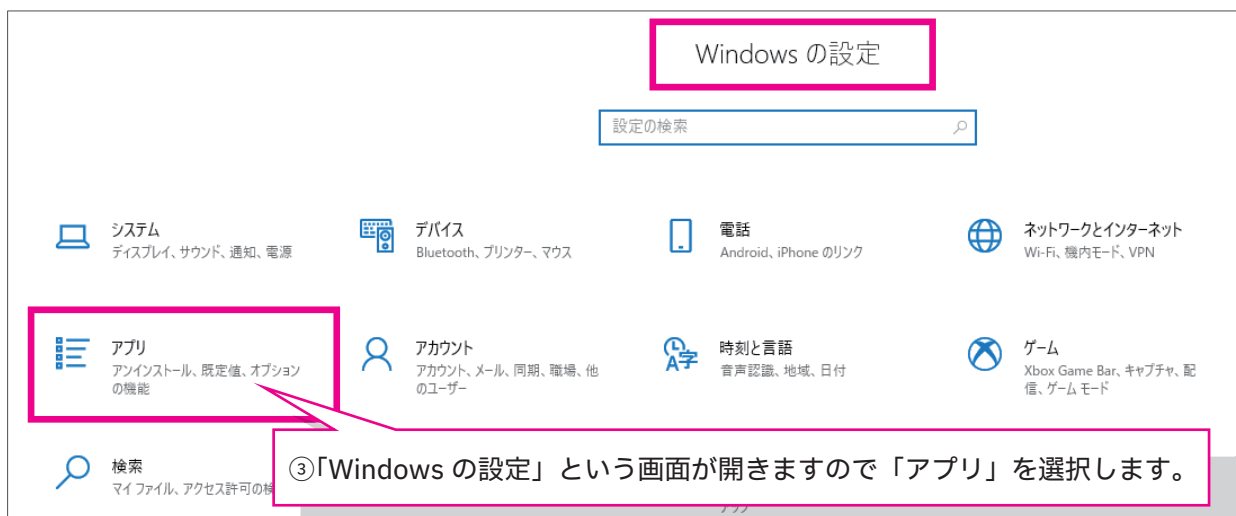 Windows の設定
設定の検索
システム
ディスプレイ、サウンド、通知、電源
デバイス
Bluetooth、プリンター、マウス
電話
Android、iPhone のリンク
ネットワークとインターネット
Wi-Fi、機内モード、VPN
アプリ
アンインストール、既定値、オプション
の機能
アカウント
アカウント、メール、同期、職場、他
のユーザー
時刻と言語
音声認識、地域、日付
ゲーム
Xbox Game Bar、キャプチャ、配
信、ゲーム モード
検索
マイ ファイル、アクセス許可の
③「Windows の設定」という画面が開きますので「アプリ」を選択します。